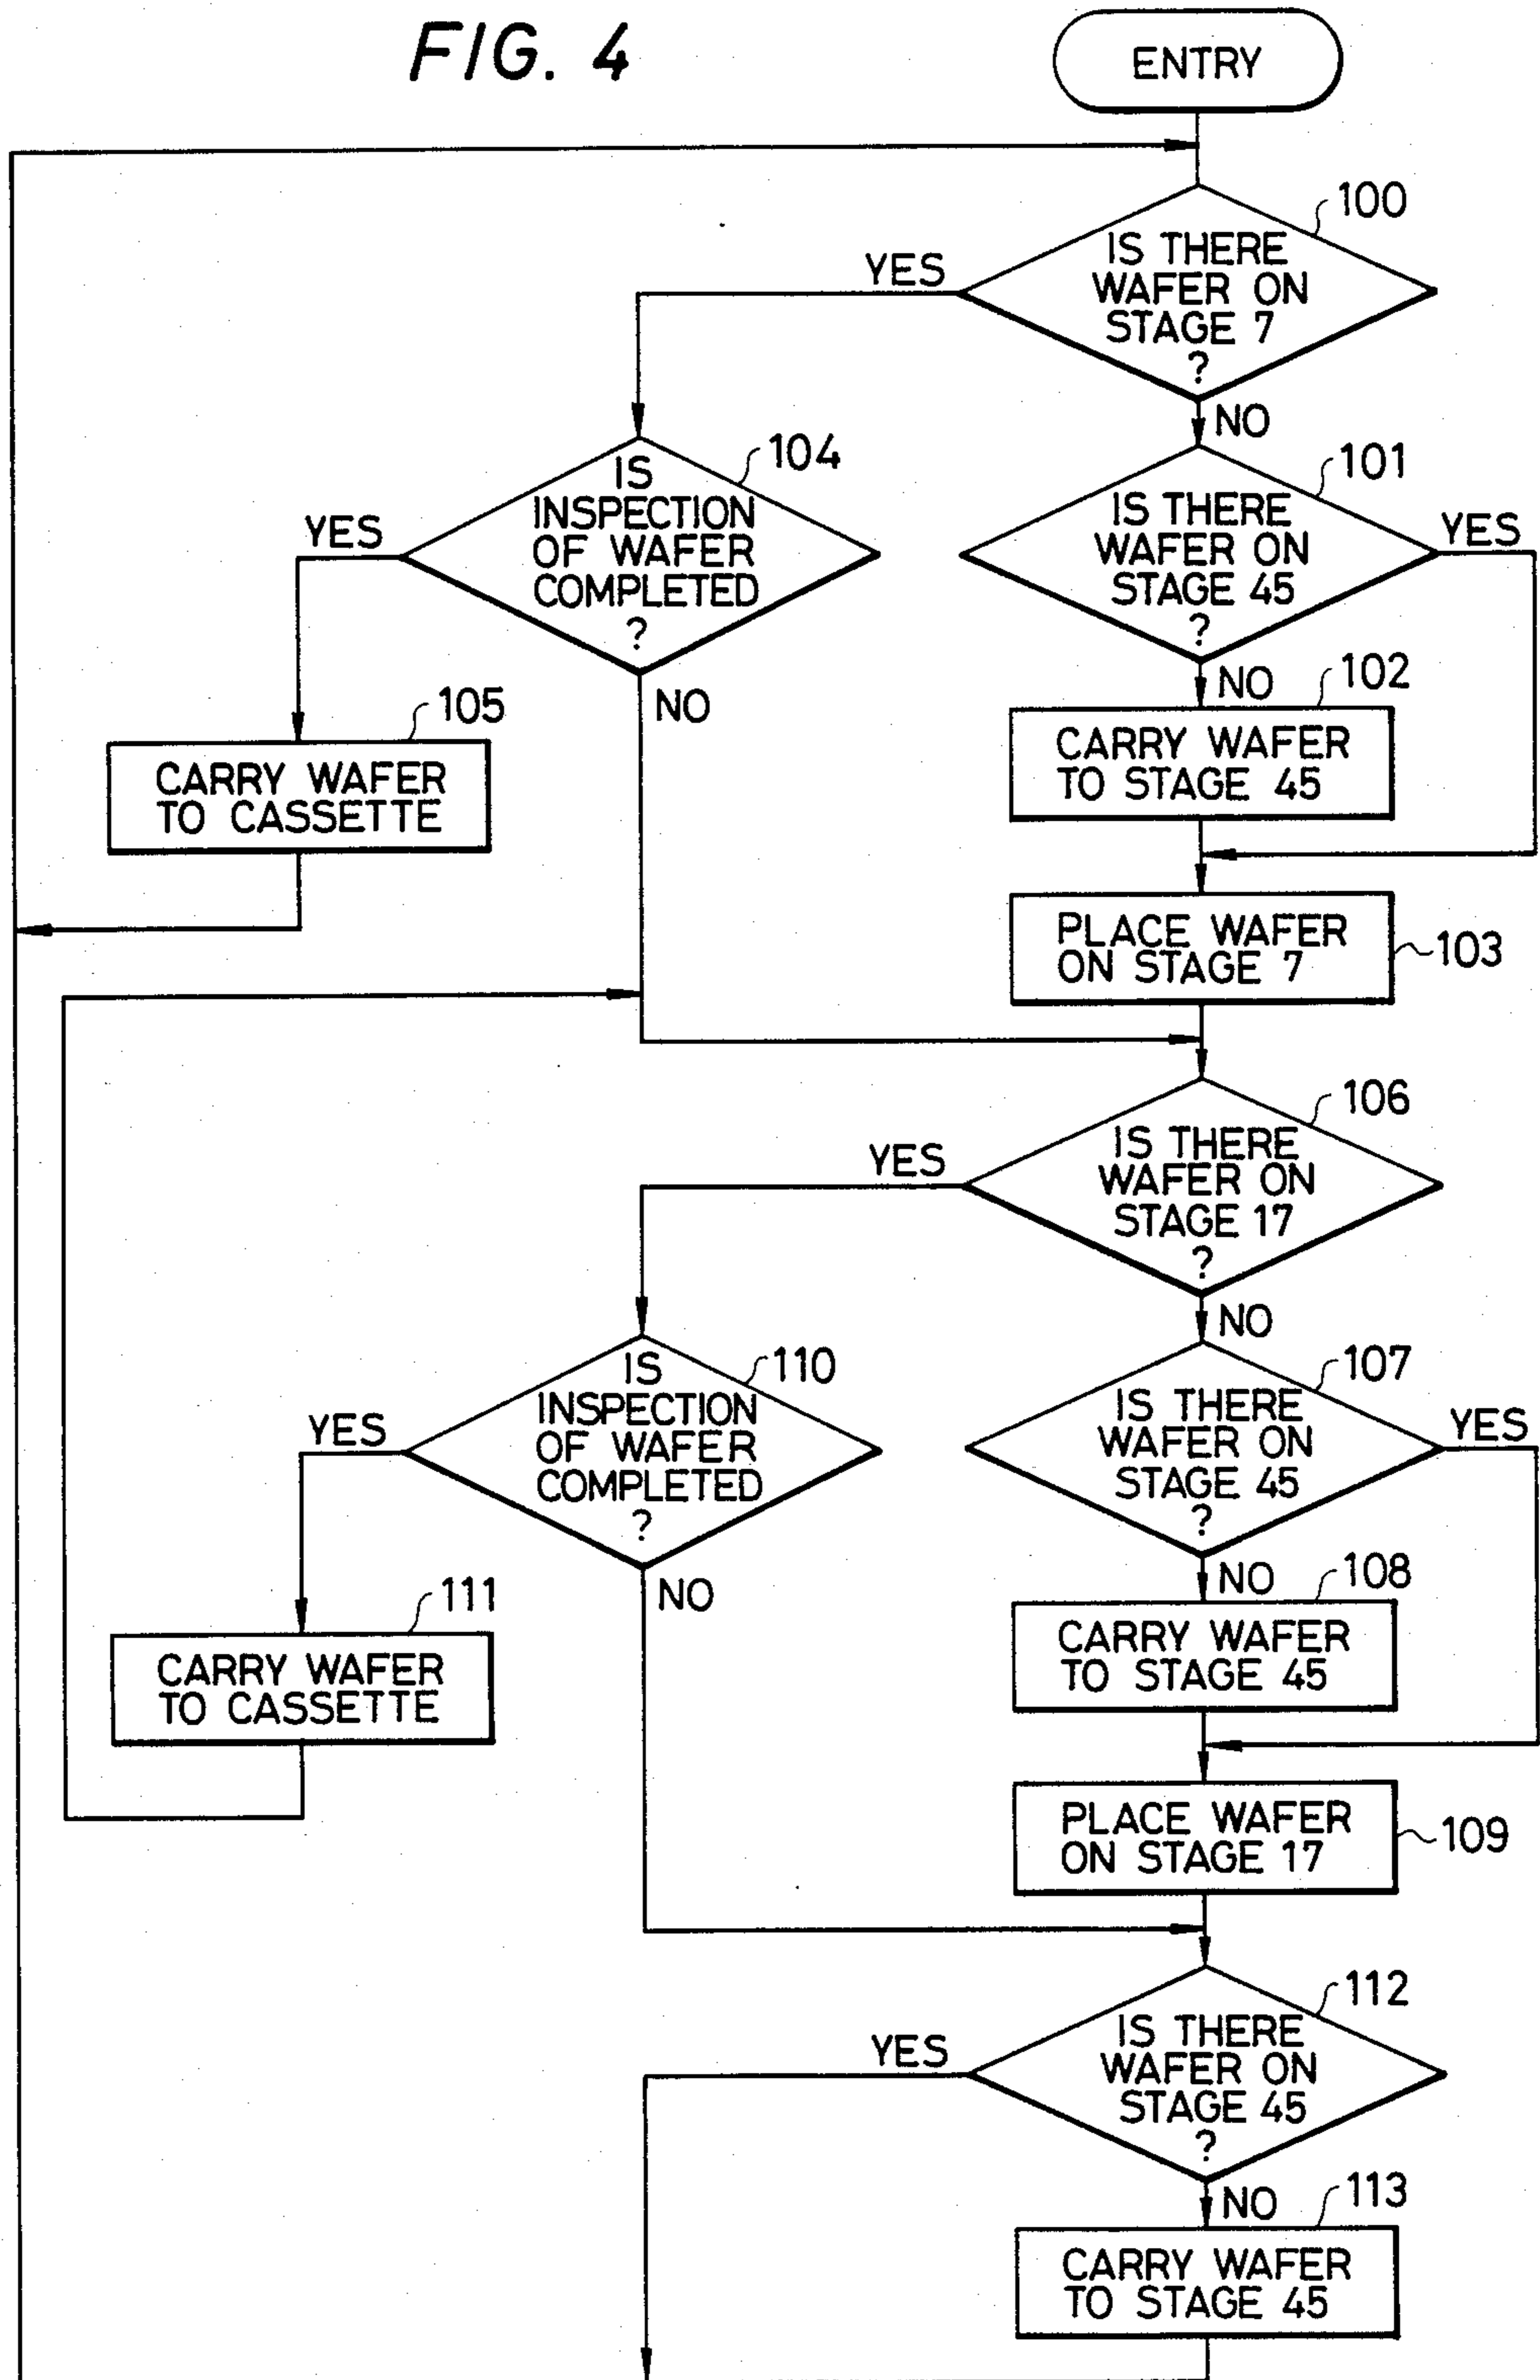 FIG. 4
ENTRY
100
IS THERE
WAFER ON
STAGE 7
?
YES
NO
104
IS
INSPECTION
OF WAFER
COMPLETED
?
YES
NO
101
IS THERE
WAFER ON
STAGE 45
?
YES
NO
102
CARRY WAFER
TO STAGE 45
105
CARRY WAFER
TO CASSETTE
PLACE WAFER
ON STAGE 7
103
106
IS THERE
WAFER ON
STAGE 17
?
YES
NO
110
IS
INSPECTION
OF WAFER
COMPLETED
?
YES
NO
107
IS THERE
WAFER ON
STAGE 45
?
YES
NO
108
CARRY WAFER
TO STAGE 45
111
CARRY WAFER
TO CASSETTE
PLACE WAFER
ON STAGE 17
109
112
IS THERE
WAFER ON
STAGE 45
?
YES
NO
113
CARRY WAFER
TO STAGE 45